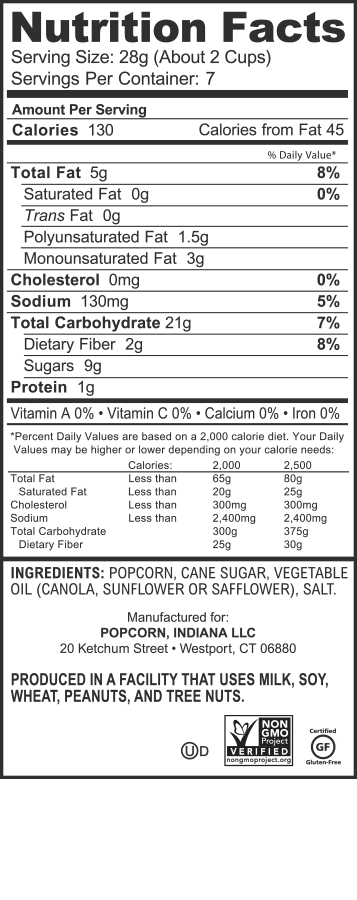 Nutrition Facts
Serving Size: 28g (About 2 Cups)
Servings Per Container: 7
Amount Per Serving
Calories 130 Calories from Fat 45
% Daily Value*
Total Fat 5g 8%
Saturated Fat 0g 0%
Trans Fat 0g
Polyunsaturated Fat 1.5g
Monounsaturated Fat 3g
Cholesterol 0mg 0%
Sodium 130mg 5%
Total Carbohydrate 21g 7%
Dietary Fiber 2g 8%
Sugars 9g
Protein 1g
Vitamin A 0% • Vitamin C 0% • Calcium 0% • Iron 0%
*Percent Daily Values are based on a 2,000 calorie diet. Your Daily
Values may be higher or lower depending on your calorie needs:
Calories: 2,000 2,500
Total Fat Less than 65g 80g
Saturated Fat Less than 20g 25g
Cholesterol Less than 300mg 300mg
Sodium Less than 2,400mg 2,400mg
Total Carbohydrate 300g 375g
Dietary Fiber 25g 30g
INGREDIENTS: POPCORN, CANE SUGAR, VEGETABLE
OIL (CANOLA, SUNFLOWER OR SAFFLOWER), SALT.
Manufactured for:
POPCORN, INDIANA LLC
20 Ketchum Street • Westport, CT 06880
PRODUCED IN A FACILITY THAT USES MILK, SOY,
WHEAT, PEANUTS, AND TREE NUTS.
U D
NON
GMO
Project
VERIFIED
nongmoproject.org
Certified
GF
Gluten-Free